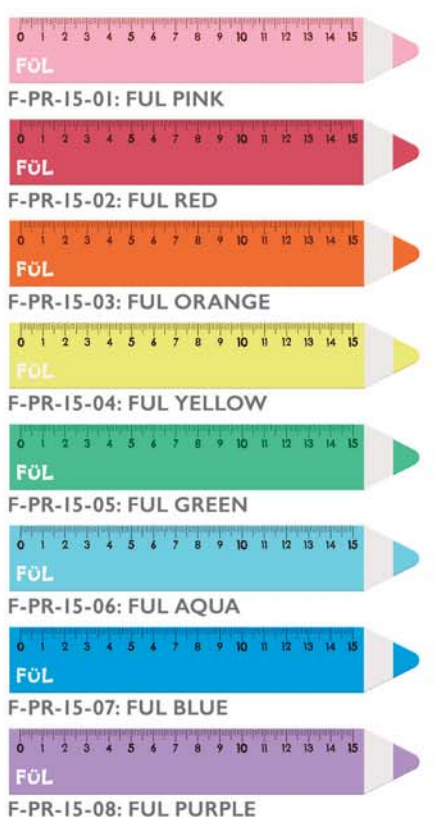 0 1 2 3 4 5 6 7 8 9 10 11 12 13 14 15
FÜL
F-PR-15-01: FUL PINK
0 1 2 3 4 5 6 7 8 9 10 11 12 13 14 15
FÜL
F-PR-15-02: FUL RED
0 1 2 3 4 5 6 7 8 9 10 11 12 13 14 15
FÜL
F-PR-15-03: FUL ORANGE
0 1 2 3 4 5 6 7 8 9 10 11 12 13 14 15
FÜL
F-PR-15-04: FUL YELLOW
0 1 2 3 4 5 6 7 8 9 10 11 12 13 14 15
FÜL
F-PR-15-05: FUL GREEN
0 1 2 3 4 5 6 7 8 9 10 11 12 13 14 15
FÜL
F-PR-15-06: FUL AQUA
0 1 2 3 4 5 6 7 8 9 10 11 12 13 14 15
FÜL
F-PR-15-07: FUL BLUE
0 1 2 3 4 5 6 7 8 9 10 11 12 13 14 15
FÜL
F-PR-15-08: FUL PURPLE